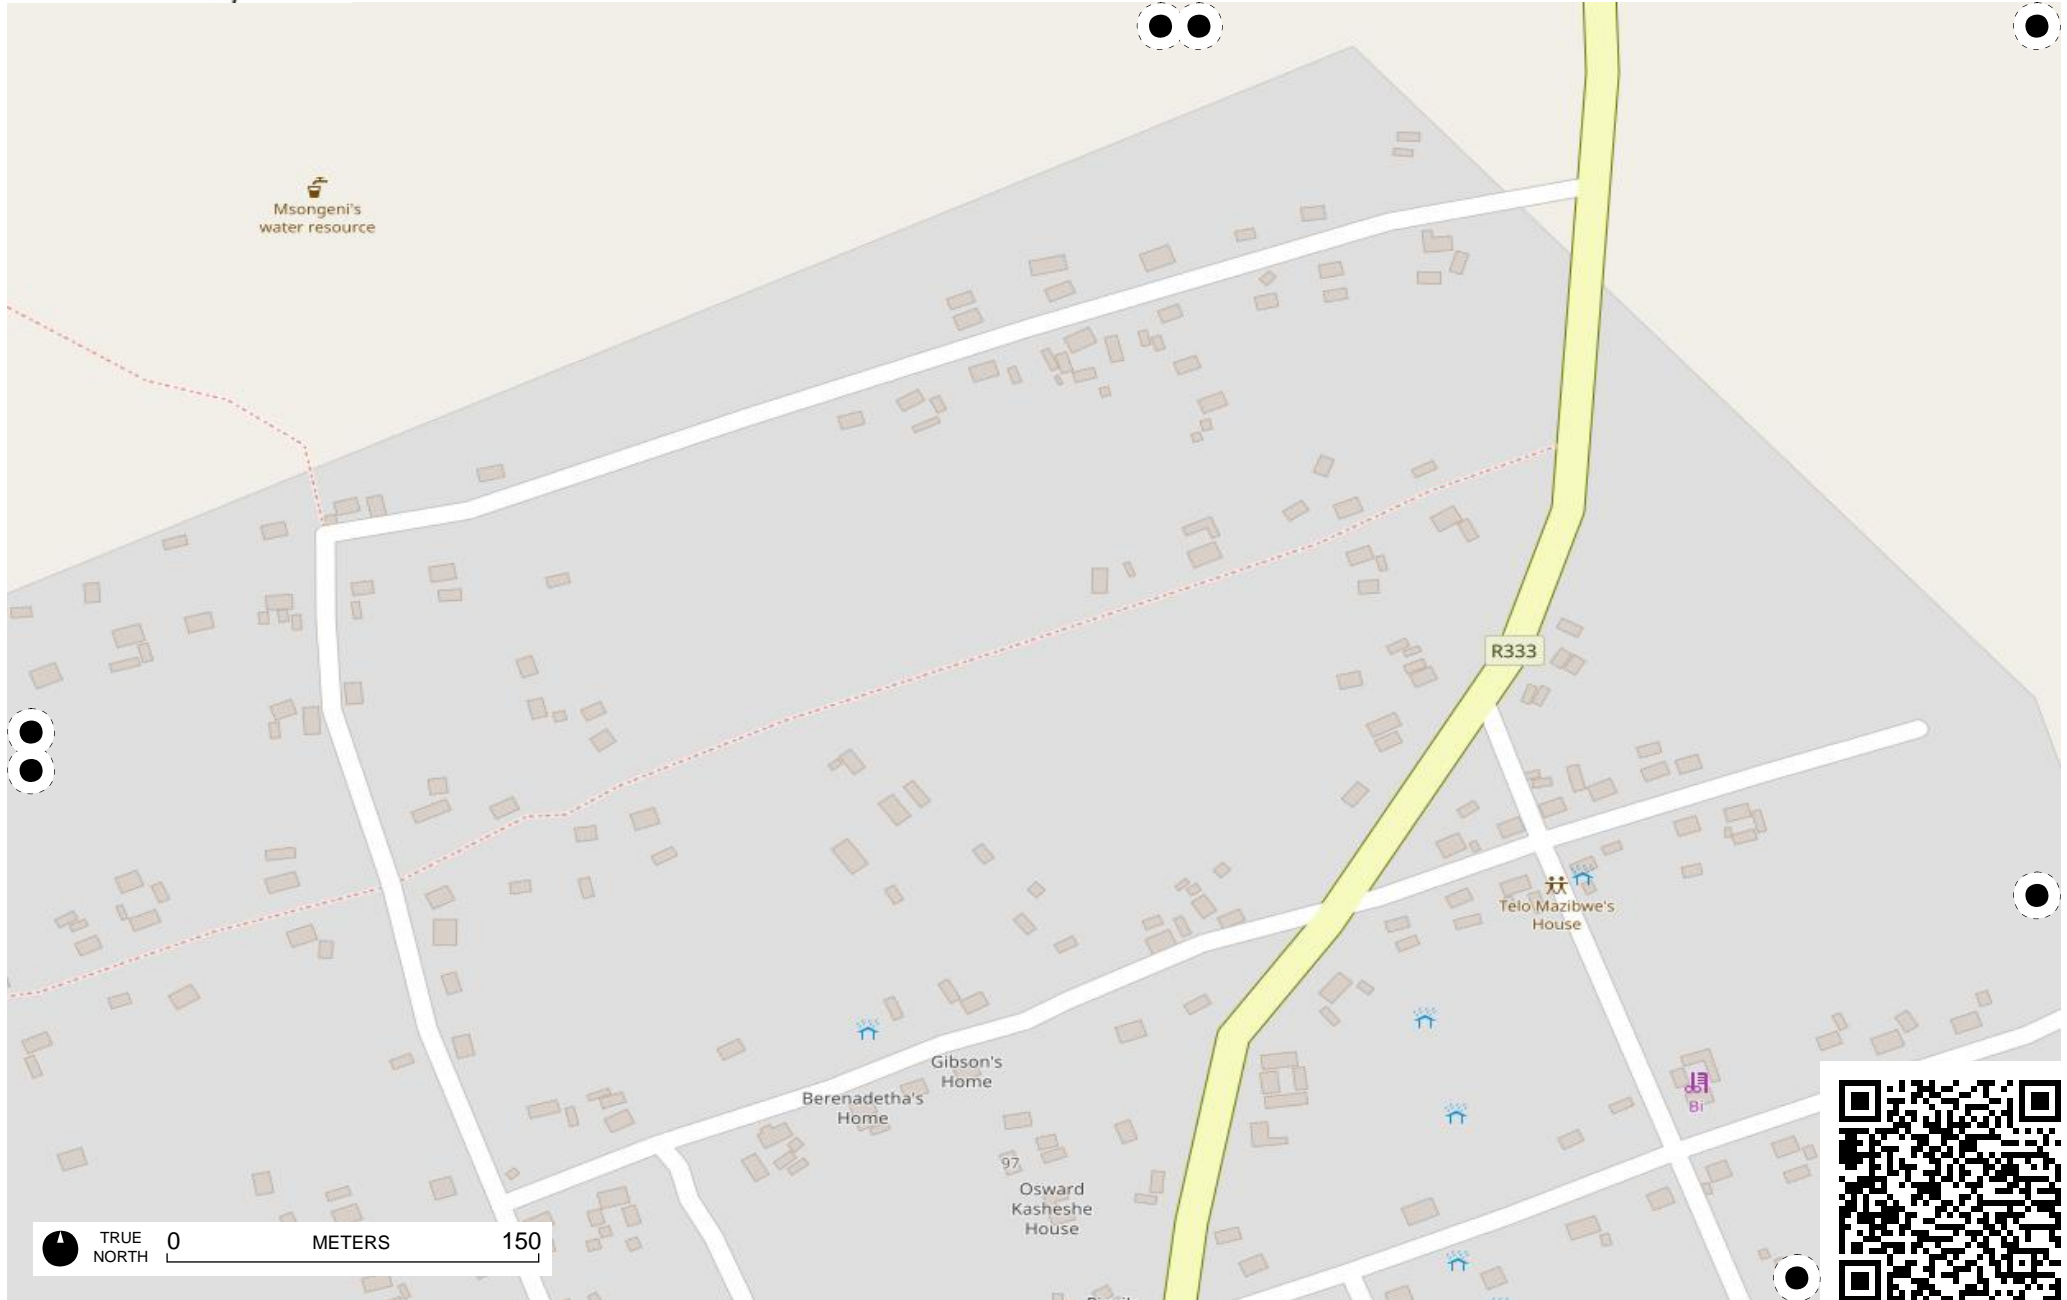 Msongeni's
water resource
R333
Telo Mazibwe's
House
Gibson's
Home
Berenadetha's
Home
Bi
97
Osward
Kasheshe
House
TRUE
NORTH
0
METERS
150